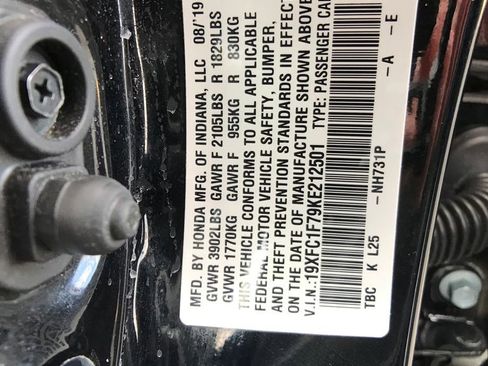 MFD. BY HONDA MFG. OF INDIANA, LLC 08/'19
GVWR 3902LBS GAWR F 2105LBS R 1829LBS
GVWR 1770KG GAWR F 955KG R 830KG
THIS VEHICLE CONFORMS TO ALL APPLICABLE
FEDERAL MOTOR VEHICLE SAFETY, BUMPER,
AND THEFT PREVENTION STANDARDS IN EFFECT
ON THE DATE OF MANUFACTURE SHOWN ABOVE.
V.I.N.:19XFC1F79KE212501 TYPE:PASSENGER CAR
TBC K L25 -NH731P -A -E